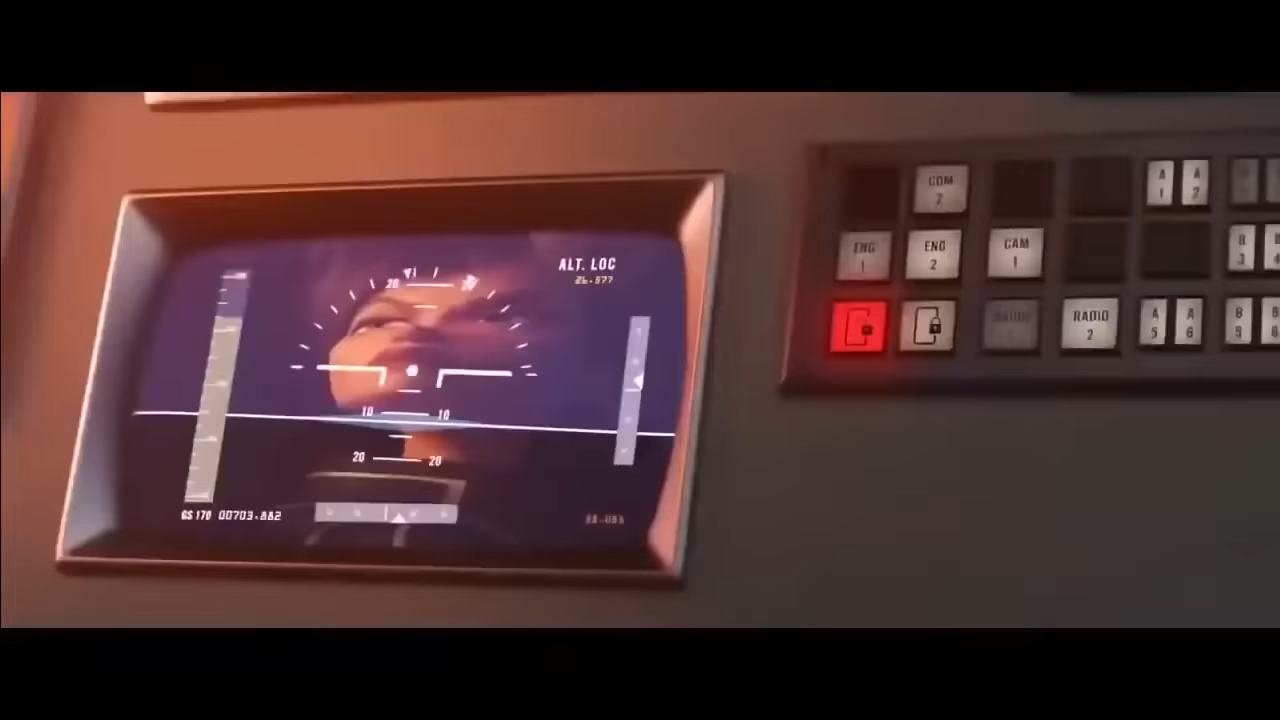 COM 2
A 1
A 2
ENG 1
ENG 2
CAM 1
B 3
RADIO 2
A 5
A 6
ALT. LOC
20
10 10
20 20
GS 170 00703.882